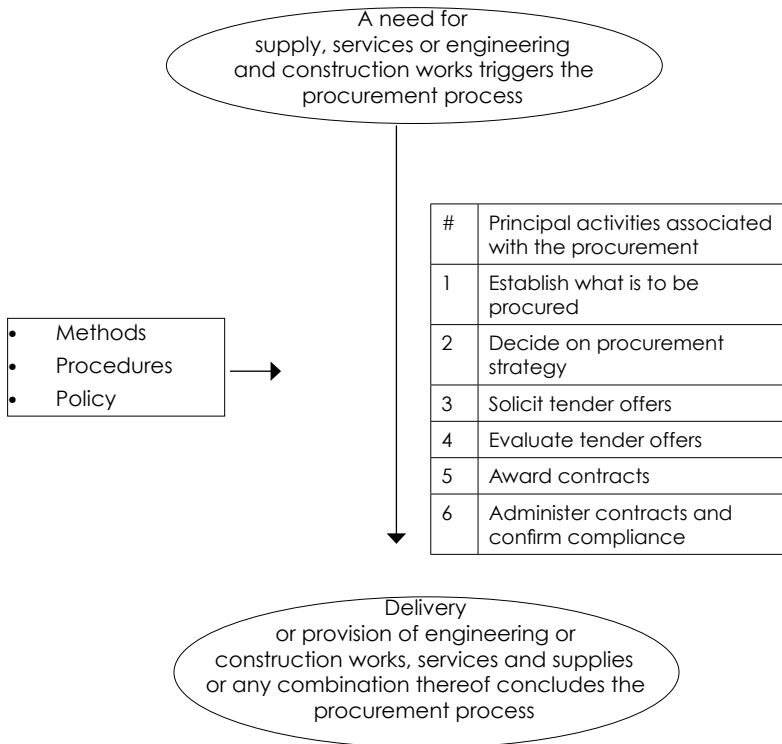 A need for
supply, services or engineering
and construction works triggers the
procurement process
# Principal activities associated
with the procurement
1 Establish what is to be
procured
2 Decide on procurement
strategy
3 Solicit tender offers
4 Evaluate tender offers
5 Award contracts
6 Administer contracts and
confirm compliance
• Methods
• Procedures
• Policy
Delivery
or provision of engineering or
construction works, services and supplies
or any combination thereof concludes the
procurement process